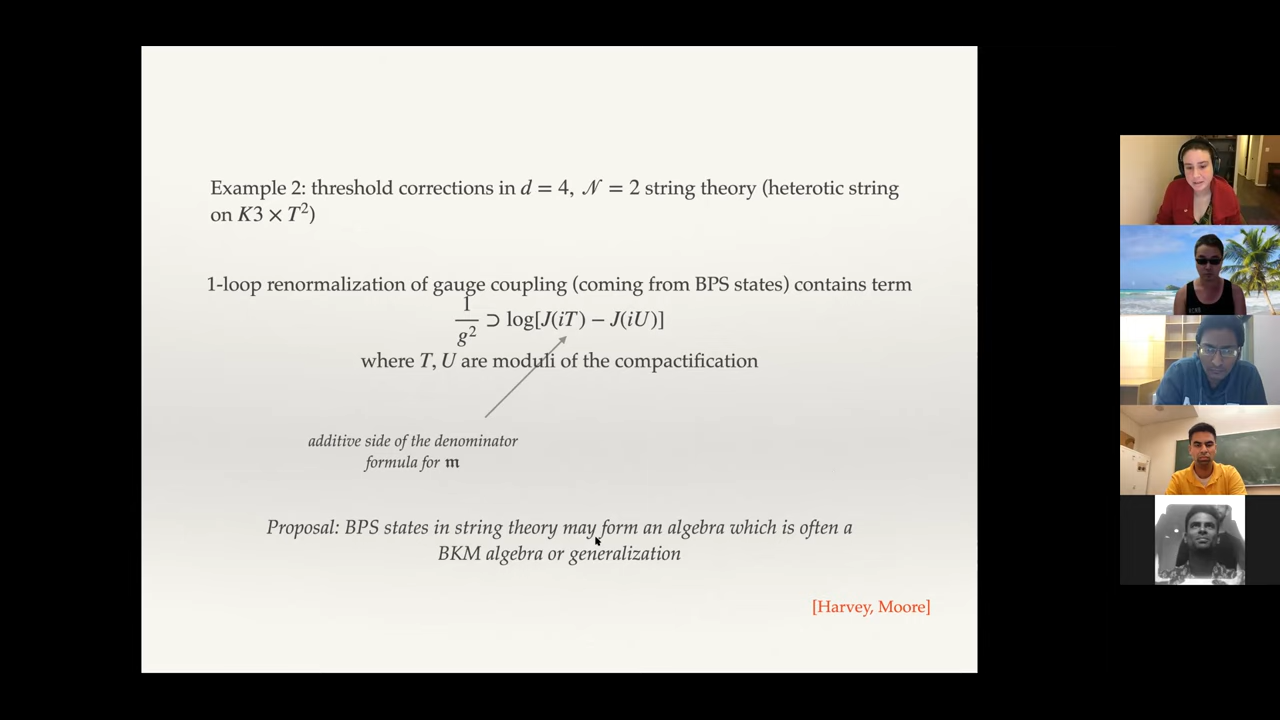 Example 2: threshold corrections in d = 4, 𝒩 = 2 string theory (heterotic string
on K3 × T²)
1-loop renormalization of gauge coupling (coming from BPS states) contains term
1/g² ⊃ log[J(iT) − J(iU)]
where T, U are moduli of the compactification
additive side of the denominator
formula for 𝔪
Proposal: BPS states in string theory may form an algebra which is often a
BKM algebra or generalization
[Harvey, Moore]